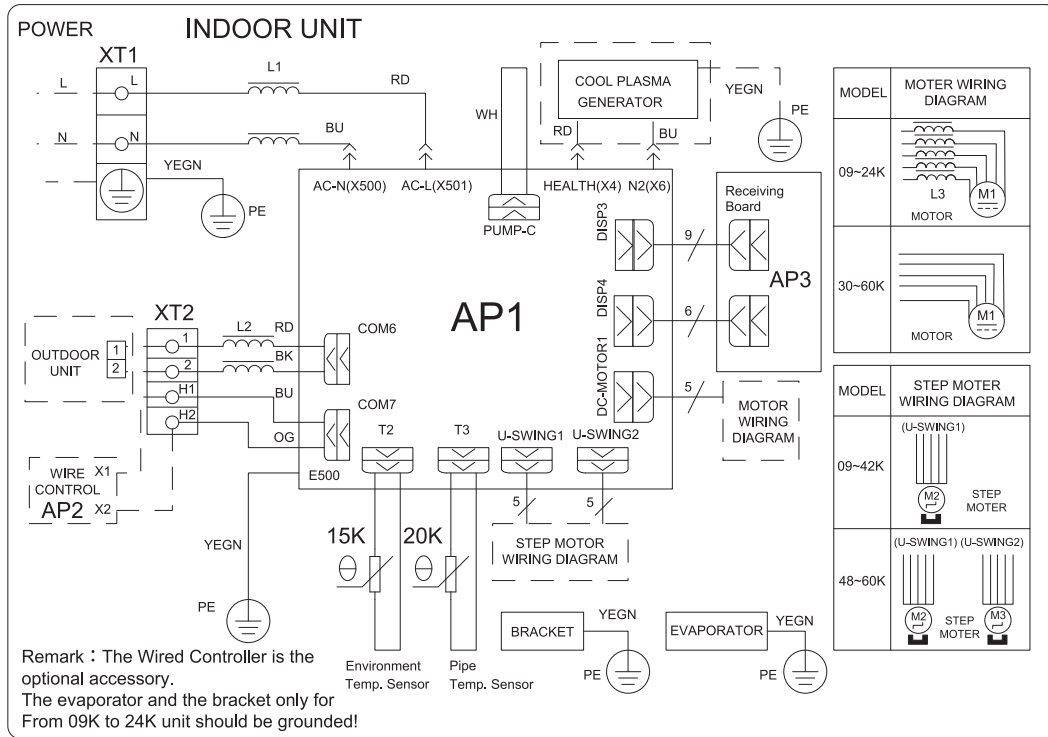 POWER
INDOOR UNIT
XT1
L
L
N
N
L1
RD
BU
YEGN
PE
WH
COOL PLASMA
GENERATOR
RD
BU
YEGN
PE
AC-N(X500)
AC-L(X501)
HEALTH(X4)
N2(X6)
PUMP-C
AP1
DISP3
DISP4
DC-MOTOR1
9
6
5
Receiving
Board
AP3
MOTOR
WIRING
DIAGRAM
XT2
OUTDOOR
UNIT
1
2
1
2
H1
H2
L2
RD
BK
BU
OG
COM6
COM7
E500
WIRE
CONTROL
AP2
X1
X2
YEGN
PE
T2
T3
U-SWING1
U-SWING2
15K
20K
5
5
STEP MOTOR
WIRING DIAGRAM
Environment
Temp. Sensor
Pipe
Temp. Sensor
BRACKET
YEGN
PE
EVAPORATOR
YEGN
PE
Remark：The Wired Controller is the
optional accessory.
The evaporator and the bracket only for
From 09K to 24K unit should be grounded!
MODEL
MOTER WIRING
DIAGRAM
09~24K
L3
M1
MOTOR
30~60K
M1
MOTOR
MODEL
STEP MOTER
WIRING DIAGRAM
09~42K
(U-SWING1)
M2
STEP
MOTER
48~60K
(U-SWING1) (U-SWING2)
M2
STEP
MOTER
M3